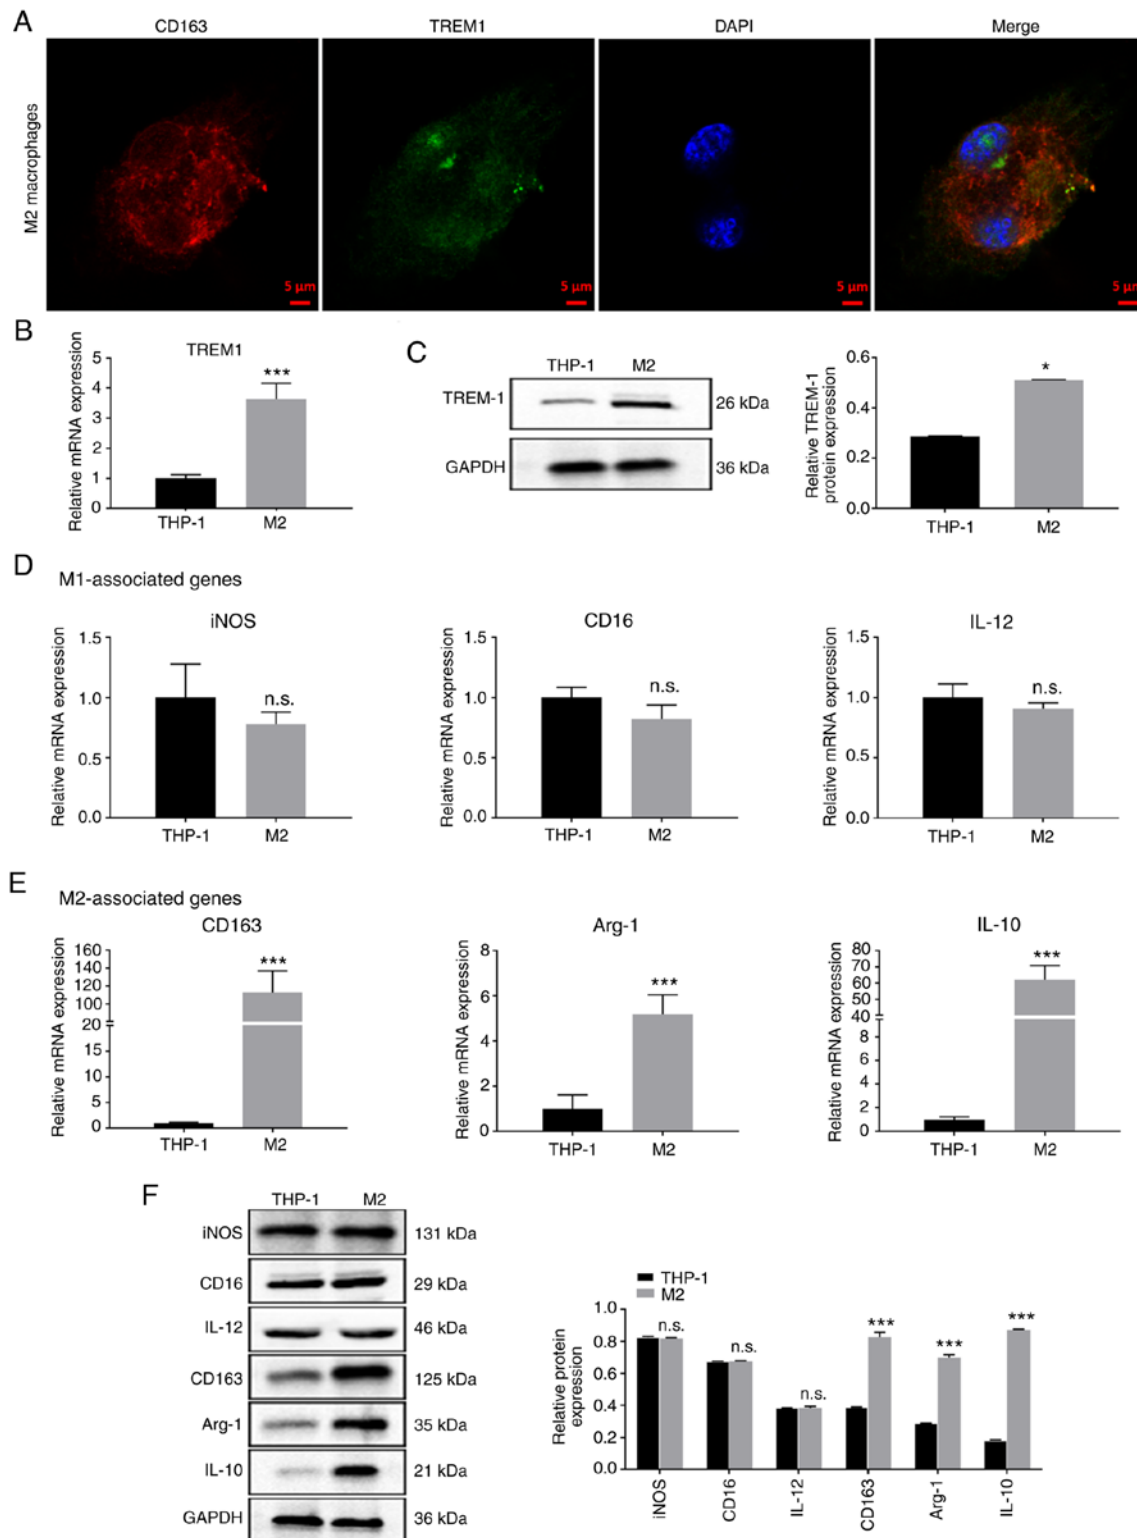 A
CD163 TREM1 DAPI Merge
M2 macrophages
5 μm 5 μm 5 μm 5 μm
B
TREM1
Relative mRNA expression
5
4
3
2
1
0
***
THP-1 M2
C
THP-1 M2
TREM-1 26 kDa
GAPDH 36 kDa
Relative TREM-1
protein expression
0.6
0.4
0.2
0.0
*
THP-1 M2
D
M1-associated genes
iNOS
Relative mRNA expression
1.5
1.0
0.5
0.0
n.s.
THP-1 M2
CD16
Relative mRNA expression
1.5
1.0
0.5
0.0
n.s.
THP-1 M2
IL-12
Relative mRNA expression
1.5
1.0
0.5
0.0
n.s.
THP-1 M2
E
M2-associated genes
CD163
Relative mRNA expression
160
140
120
100
20
15
10
5
0
***
THP-1 M2
Arg-1
Relative mRNA expression
8
6
4
2
0
***
THP-1 M2
IL-10
Relative mRNA expression
80
70
60
50
40
8
6
4
2
0
***
THP-1 M2
F
THP-1 M2
iNOS 131 kDa
CD16 29 kDa
IL-12 46 kDa
CD163 125 kDa
Arg-1 35 kDa
IL-10 21 kDa
GAPDH 36 kDa
THP-1
M2
Relative protein
expression
1.0
0.8
0.6
0.4
0.2
0.0
n.s. n.s. n.s. *** *** ***
iNOS CD16 IL-12 CD163 Arg-1 IL-10